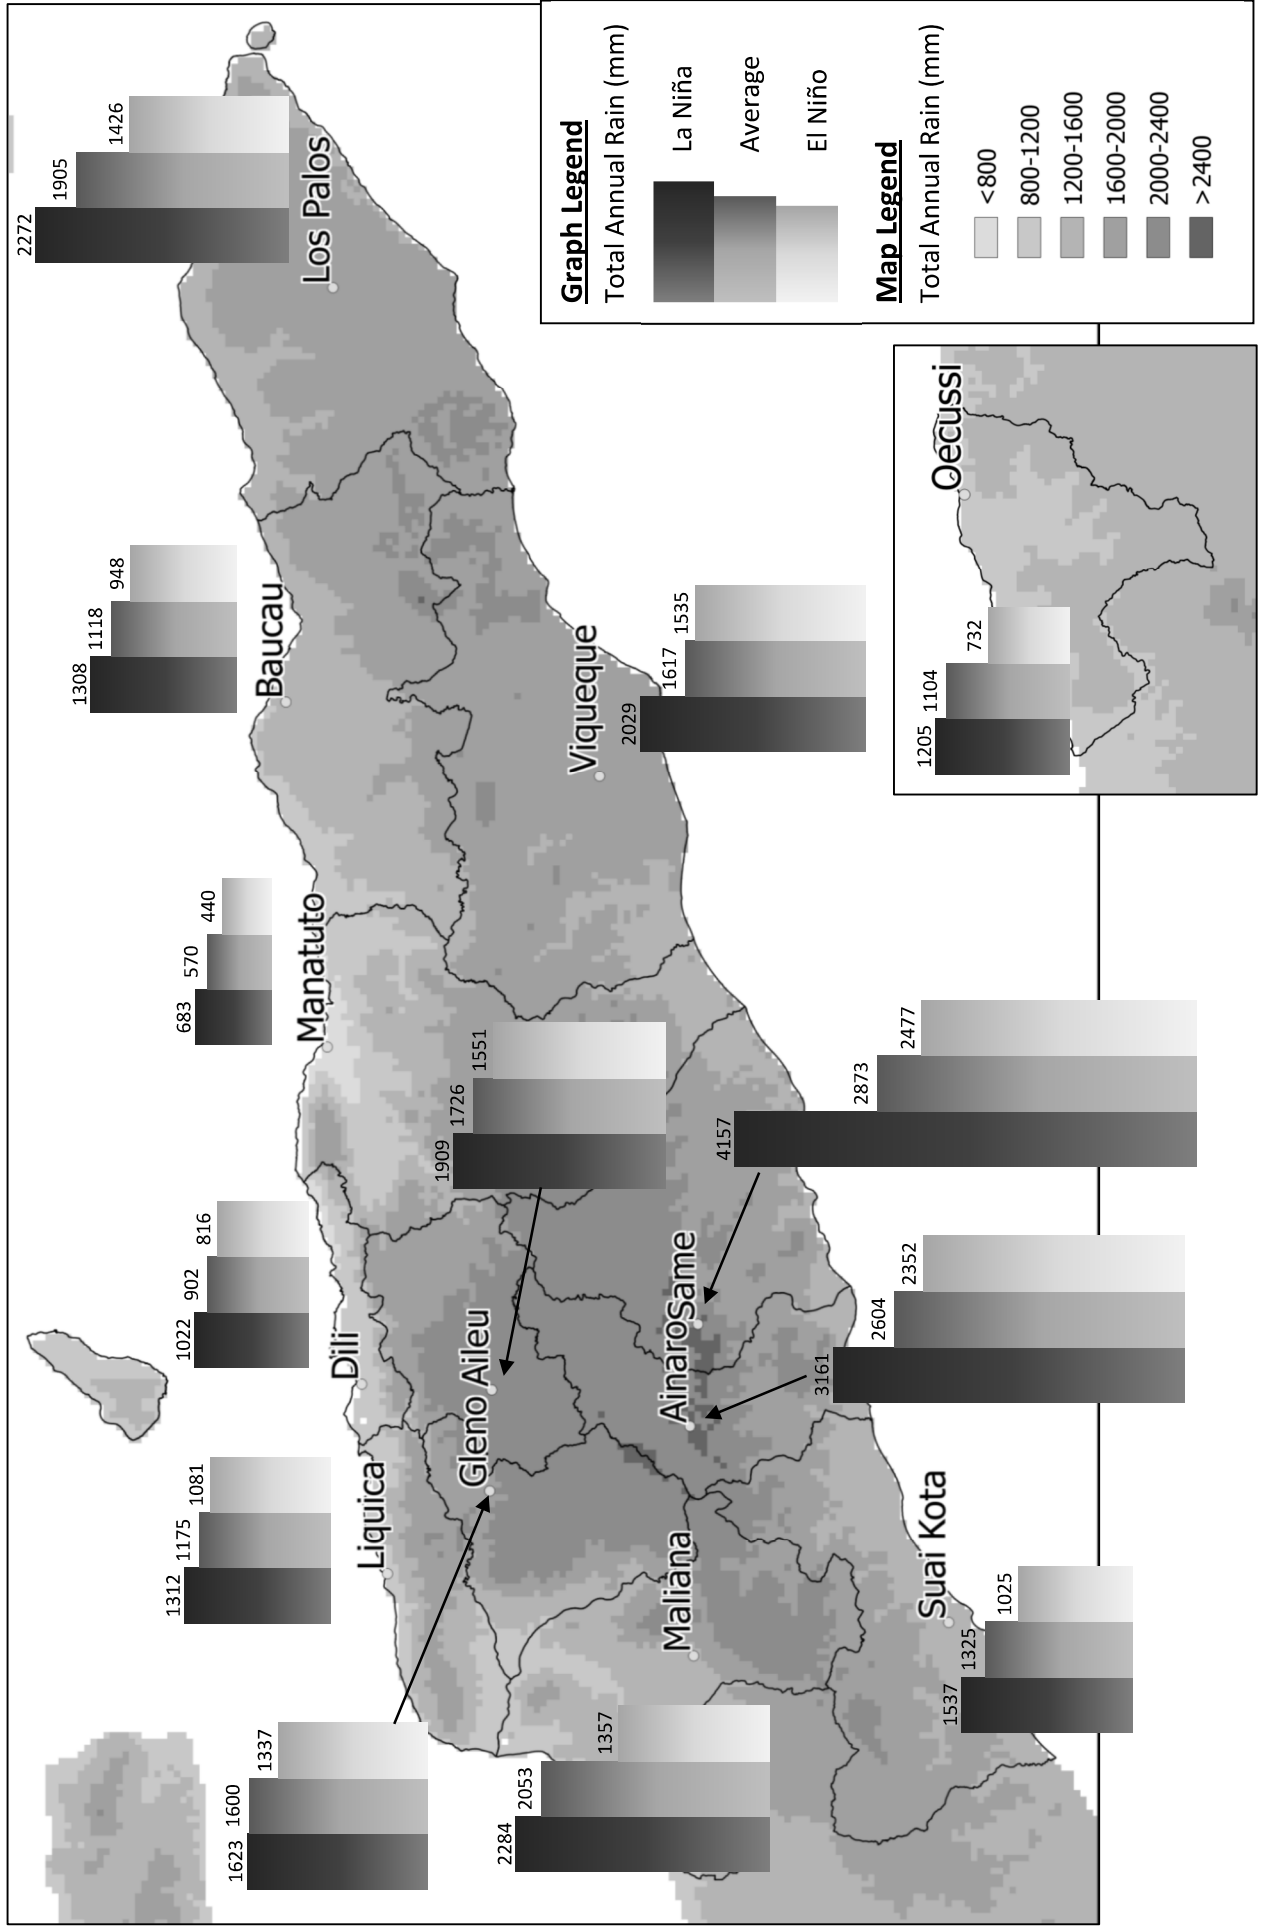 1623
1600
1337
1312
1175
1081
1022
902
816
683
570
440
1308
1118
948
2272
1905
1426
Liquica
Dili
Manatuto
Baucau
Los Palos
Gleno
Aileu
1909
1726
1551
Viqueque
2029
1617
1535
2284
2053
1357
Maliana
Ainaro
Same
3161
2604
2352
4157
2873
2477
Suai Kota
1537
1325
1025
Oecussi
1205
1104
732
Graph Legend
Total Annual Rain (mm)
La Niña
Average
El Niño
Map Legend
Total Annual Rain (mm)
<800
800-1200
1200-1600
1600-2000
2000-2400
>2400